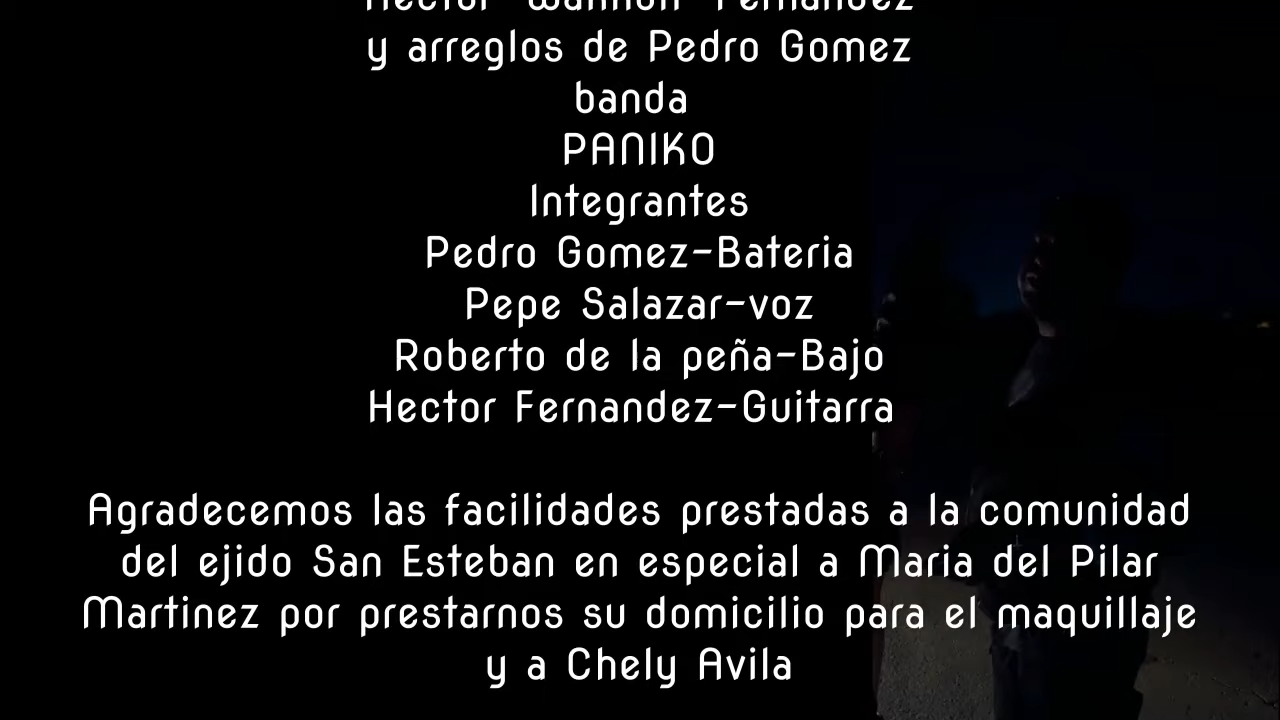 Hector Fernandez
y arreglos de Pedro Gomez
banda
PANIKO
Integrantes
Pedro Gomez-Bateria
Pepe Salazar-voz
Roberto de la peña-Bajo
Hector Fernandez-Guitarra
Agradecemos las facilidades prestadas a la comunidad
del ejido San Esteban en especial a Maria del Pilar
Martinez por prestarnos su domicilio para el maquillaje
y a Chely Avila